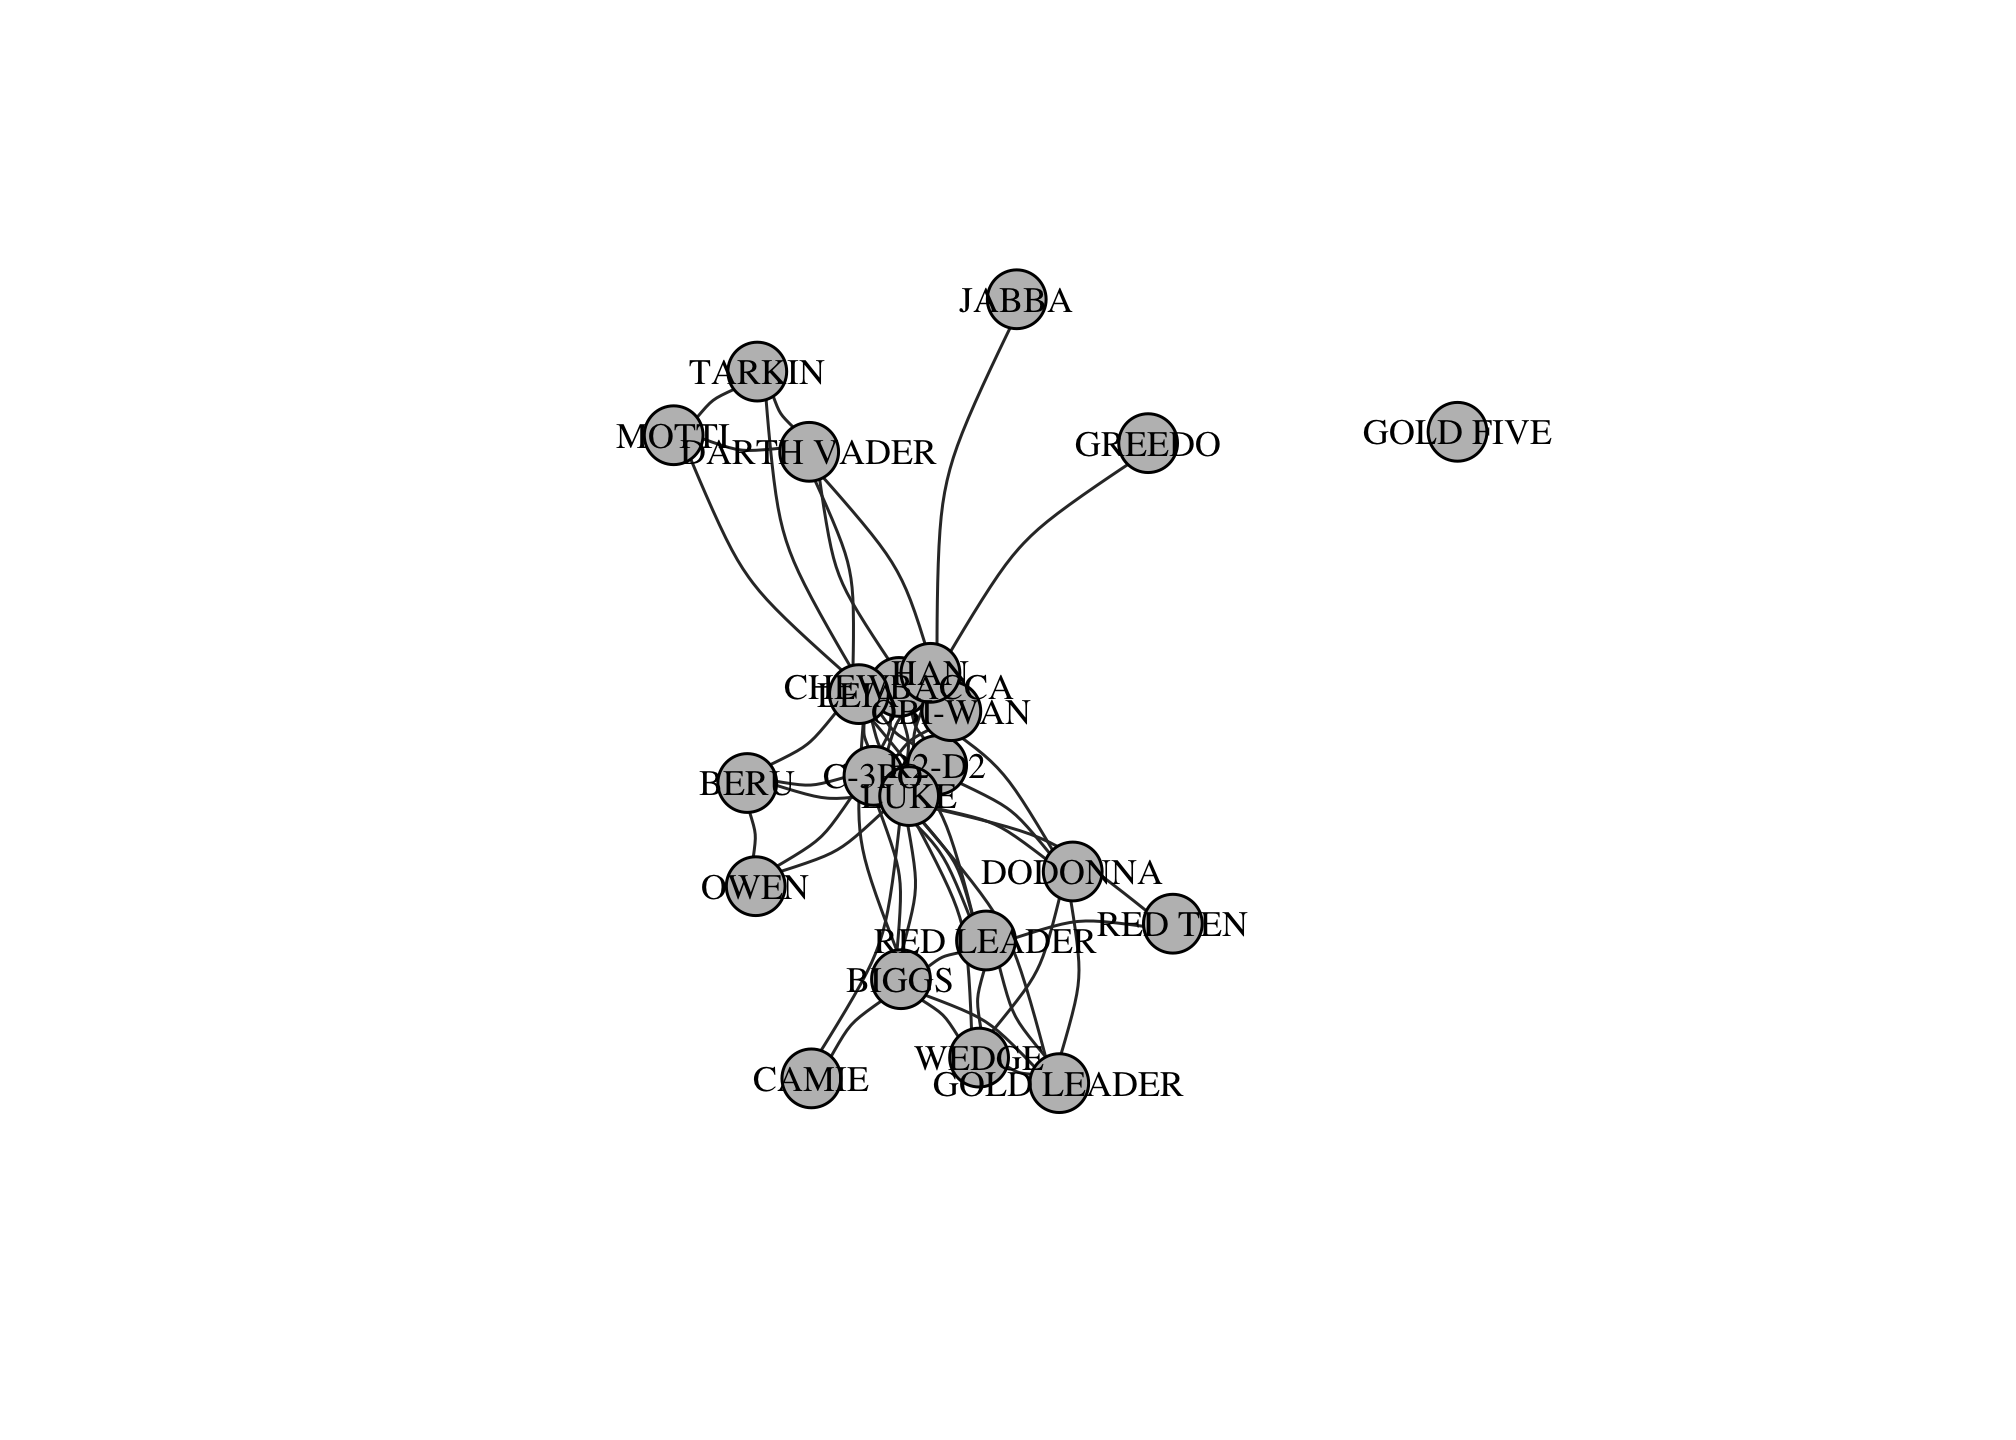 JABBA
TARKIN
MOTTI
DARTH VADER
GREEDO
GOLD FIVE
HAN
CHEWBACCA
LEIA
OBI-WAN
R2-D2
C-3PO
BERU
LUKE
DODONNA
OWEN
RED TEN
RED LEADER
BIGGS
WEDGE
CAMIE
GOLD LEADER